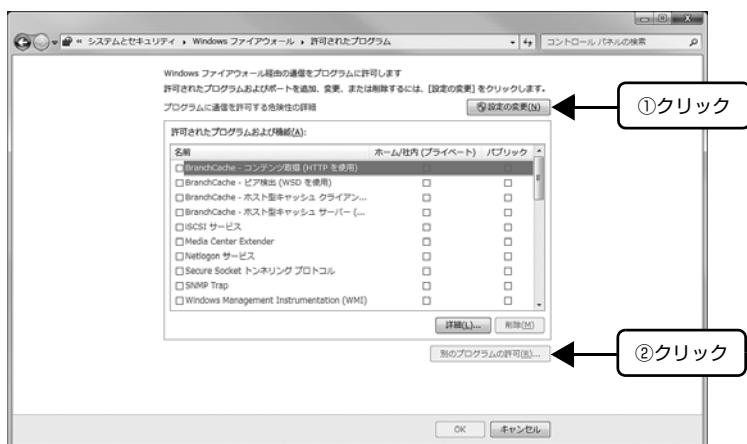 « システムとセキュリティ ▸ Windows ファイアウォール ▸ 許可されたプログラム
コントロール パネルの検索
Windows ファイアウォール経由の通信をプログラムに許可します
許可されたプログラムおよびポートを追加、変更、または削除するには、[設定の変更] をクリックします。
プログラムに通信を許可する危険性の詳細
設定の変更(N)
①クリック
許可されたプログラムおよび機能(A):
名前 ホーム/社内 (プライベート) パブリック
BranchCache - コンテンツ取得 (HTTP を使用)
BranchCache - ピア検出 (WSD を使用)
BranchCache - ホスト型キャッシュ クライアン...
BranchCache - ホスト型キャッシュ サーバー (...
iSCSI サービス
Media Center Extender
Netlogon サービス
Secure Socket トンネリング プロトコル
SNMP Trap
Windows Management Instrumentation (WMI)
詳細(L)... 削除(M)
別のプログラムの許可(R)...
②クリック
OK キャンセル